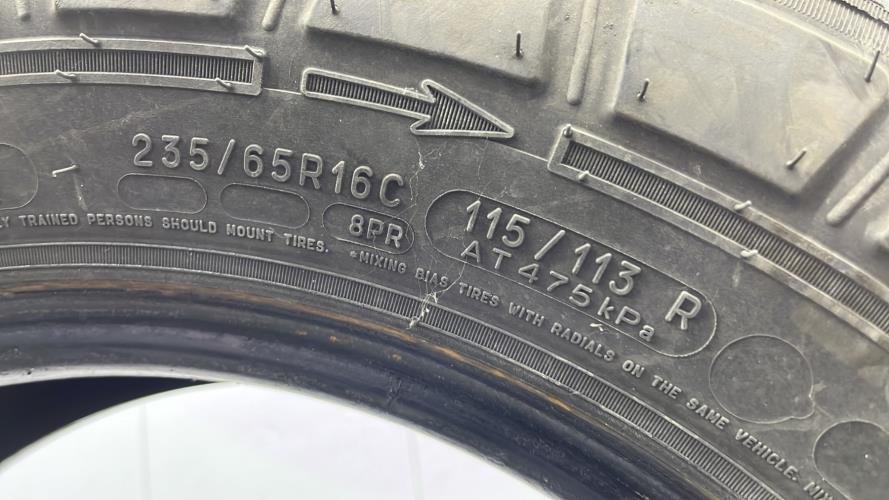 235/65R16C
8PR
115/113 R
AT475kPa
TRAINED PERSONS SHOULD MOUNT TIRES.
*MIXING BIAS TIRES WITH RADIALS ON THE SAME VEHICLE.